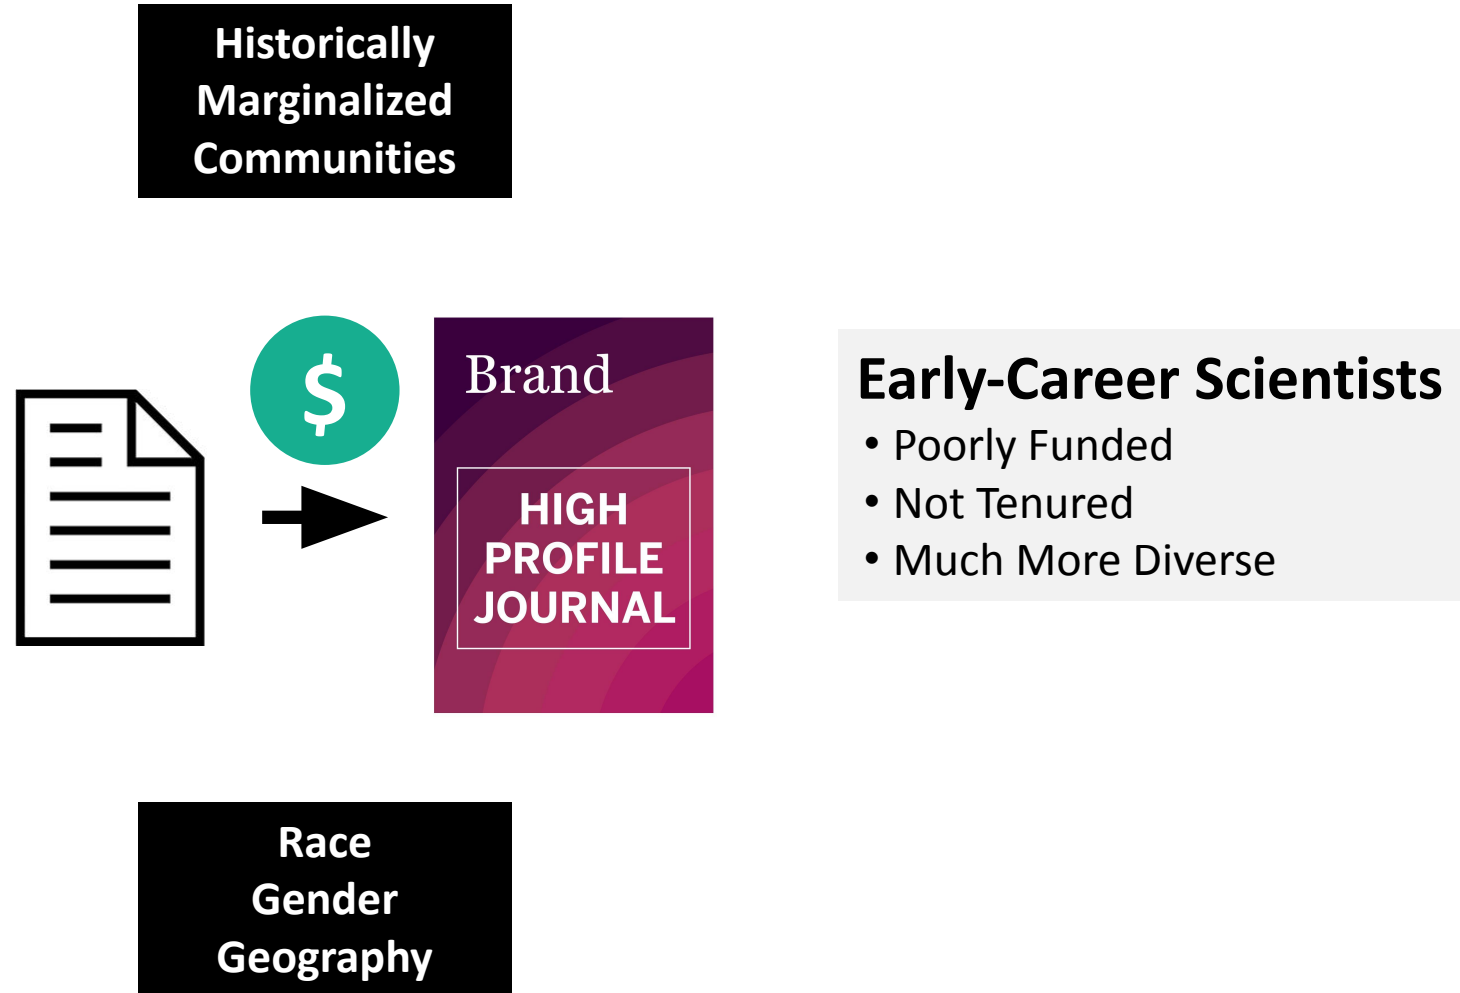 Historically
Marginalized
Communities
$
Brand
HIGH
PROFILE
JOURNAL
Early-Career Scientists
• Poorly Funded
• Not Tenured
• Much More Diverse
Race
Gender
Geography